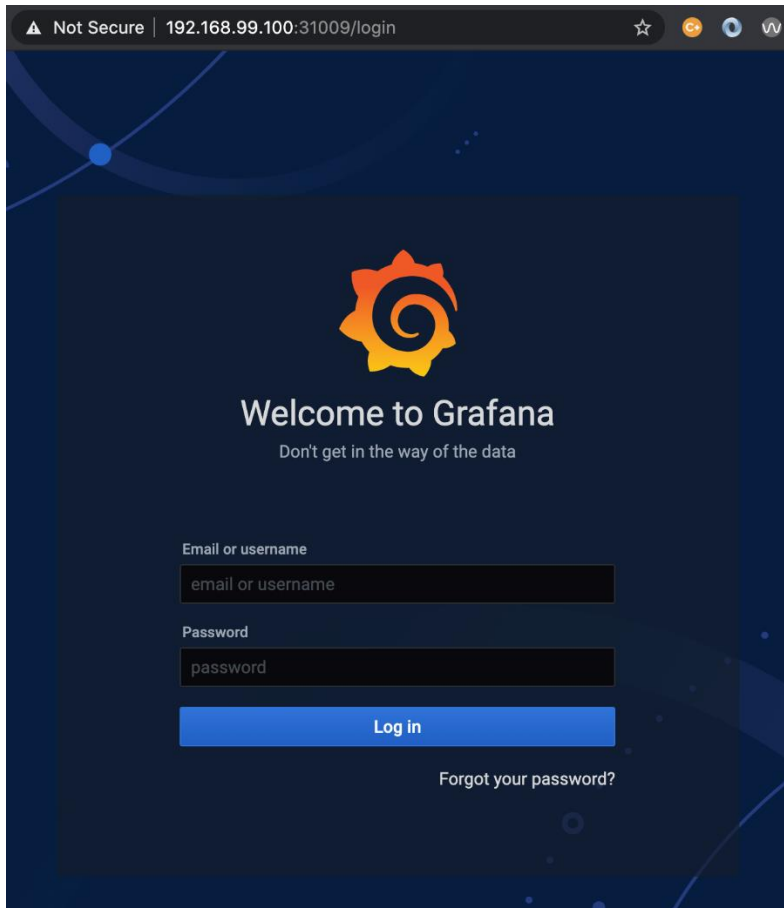 Not Secure | 192.168.99.100:31009/login
Welcome to Grafana
Don't get in the way of the data
Email or username
email or username
Password
password
Log in
Forgot your password?